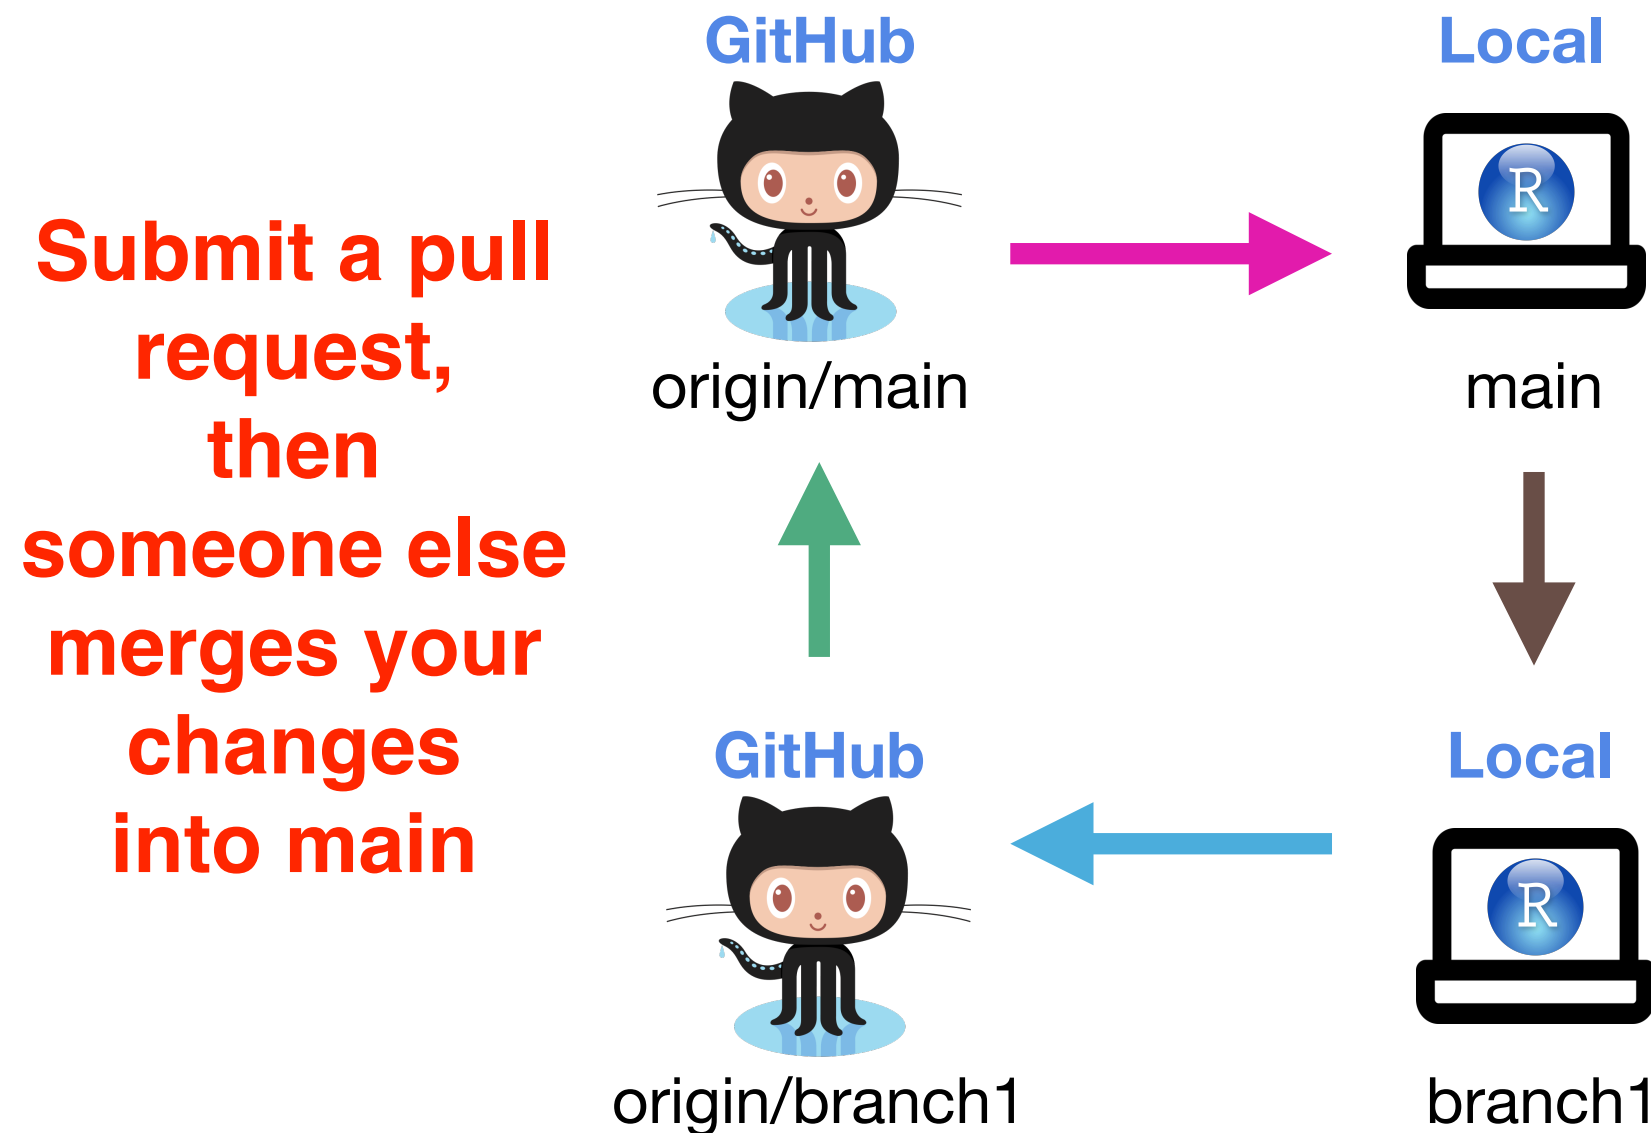 GitHub
Local
R
Submit a pull
request,
then
someone else
merges your
changes
into main
origin/main
main
GitHub
Local
R
origin/branch1
branch1